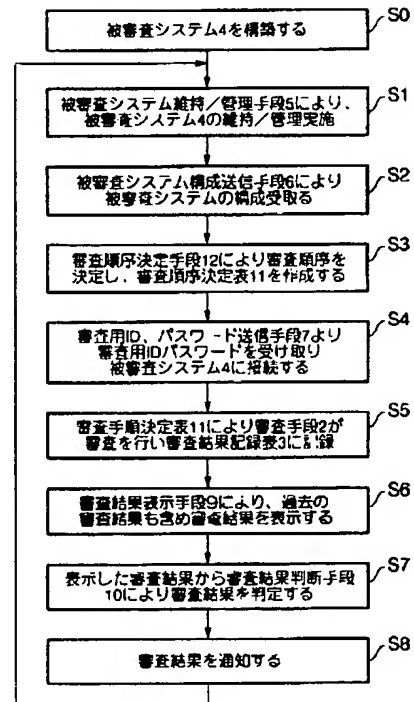 S0
被審査システム4を構築する
S1
被審査システム維持/管理手段5により、
被審査システム4の維持/管理実施
S2
被審査システム構成送信手段6により
被審査システムの構成受取る
S3
審査順序決定手段12により審査順序を
決定し、審査順序決定表11を作成する
S4
審査用ID、パスワード送信手段7より
審査用IDパスワードを受け取り
被審査システム4に接続する
S5
審査手順決定表11により審査手段2が
審査を行い審査結果記録表3に記録
S6
審査結果表示手段9により、過去の
審査結果も含め審査結果を表示する
S7
表示した審査結果から審査結果判断手段
10により審査結果を判定する
S8
審査結果を通知する